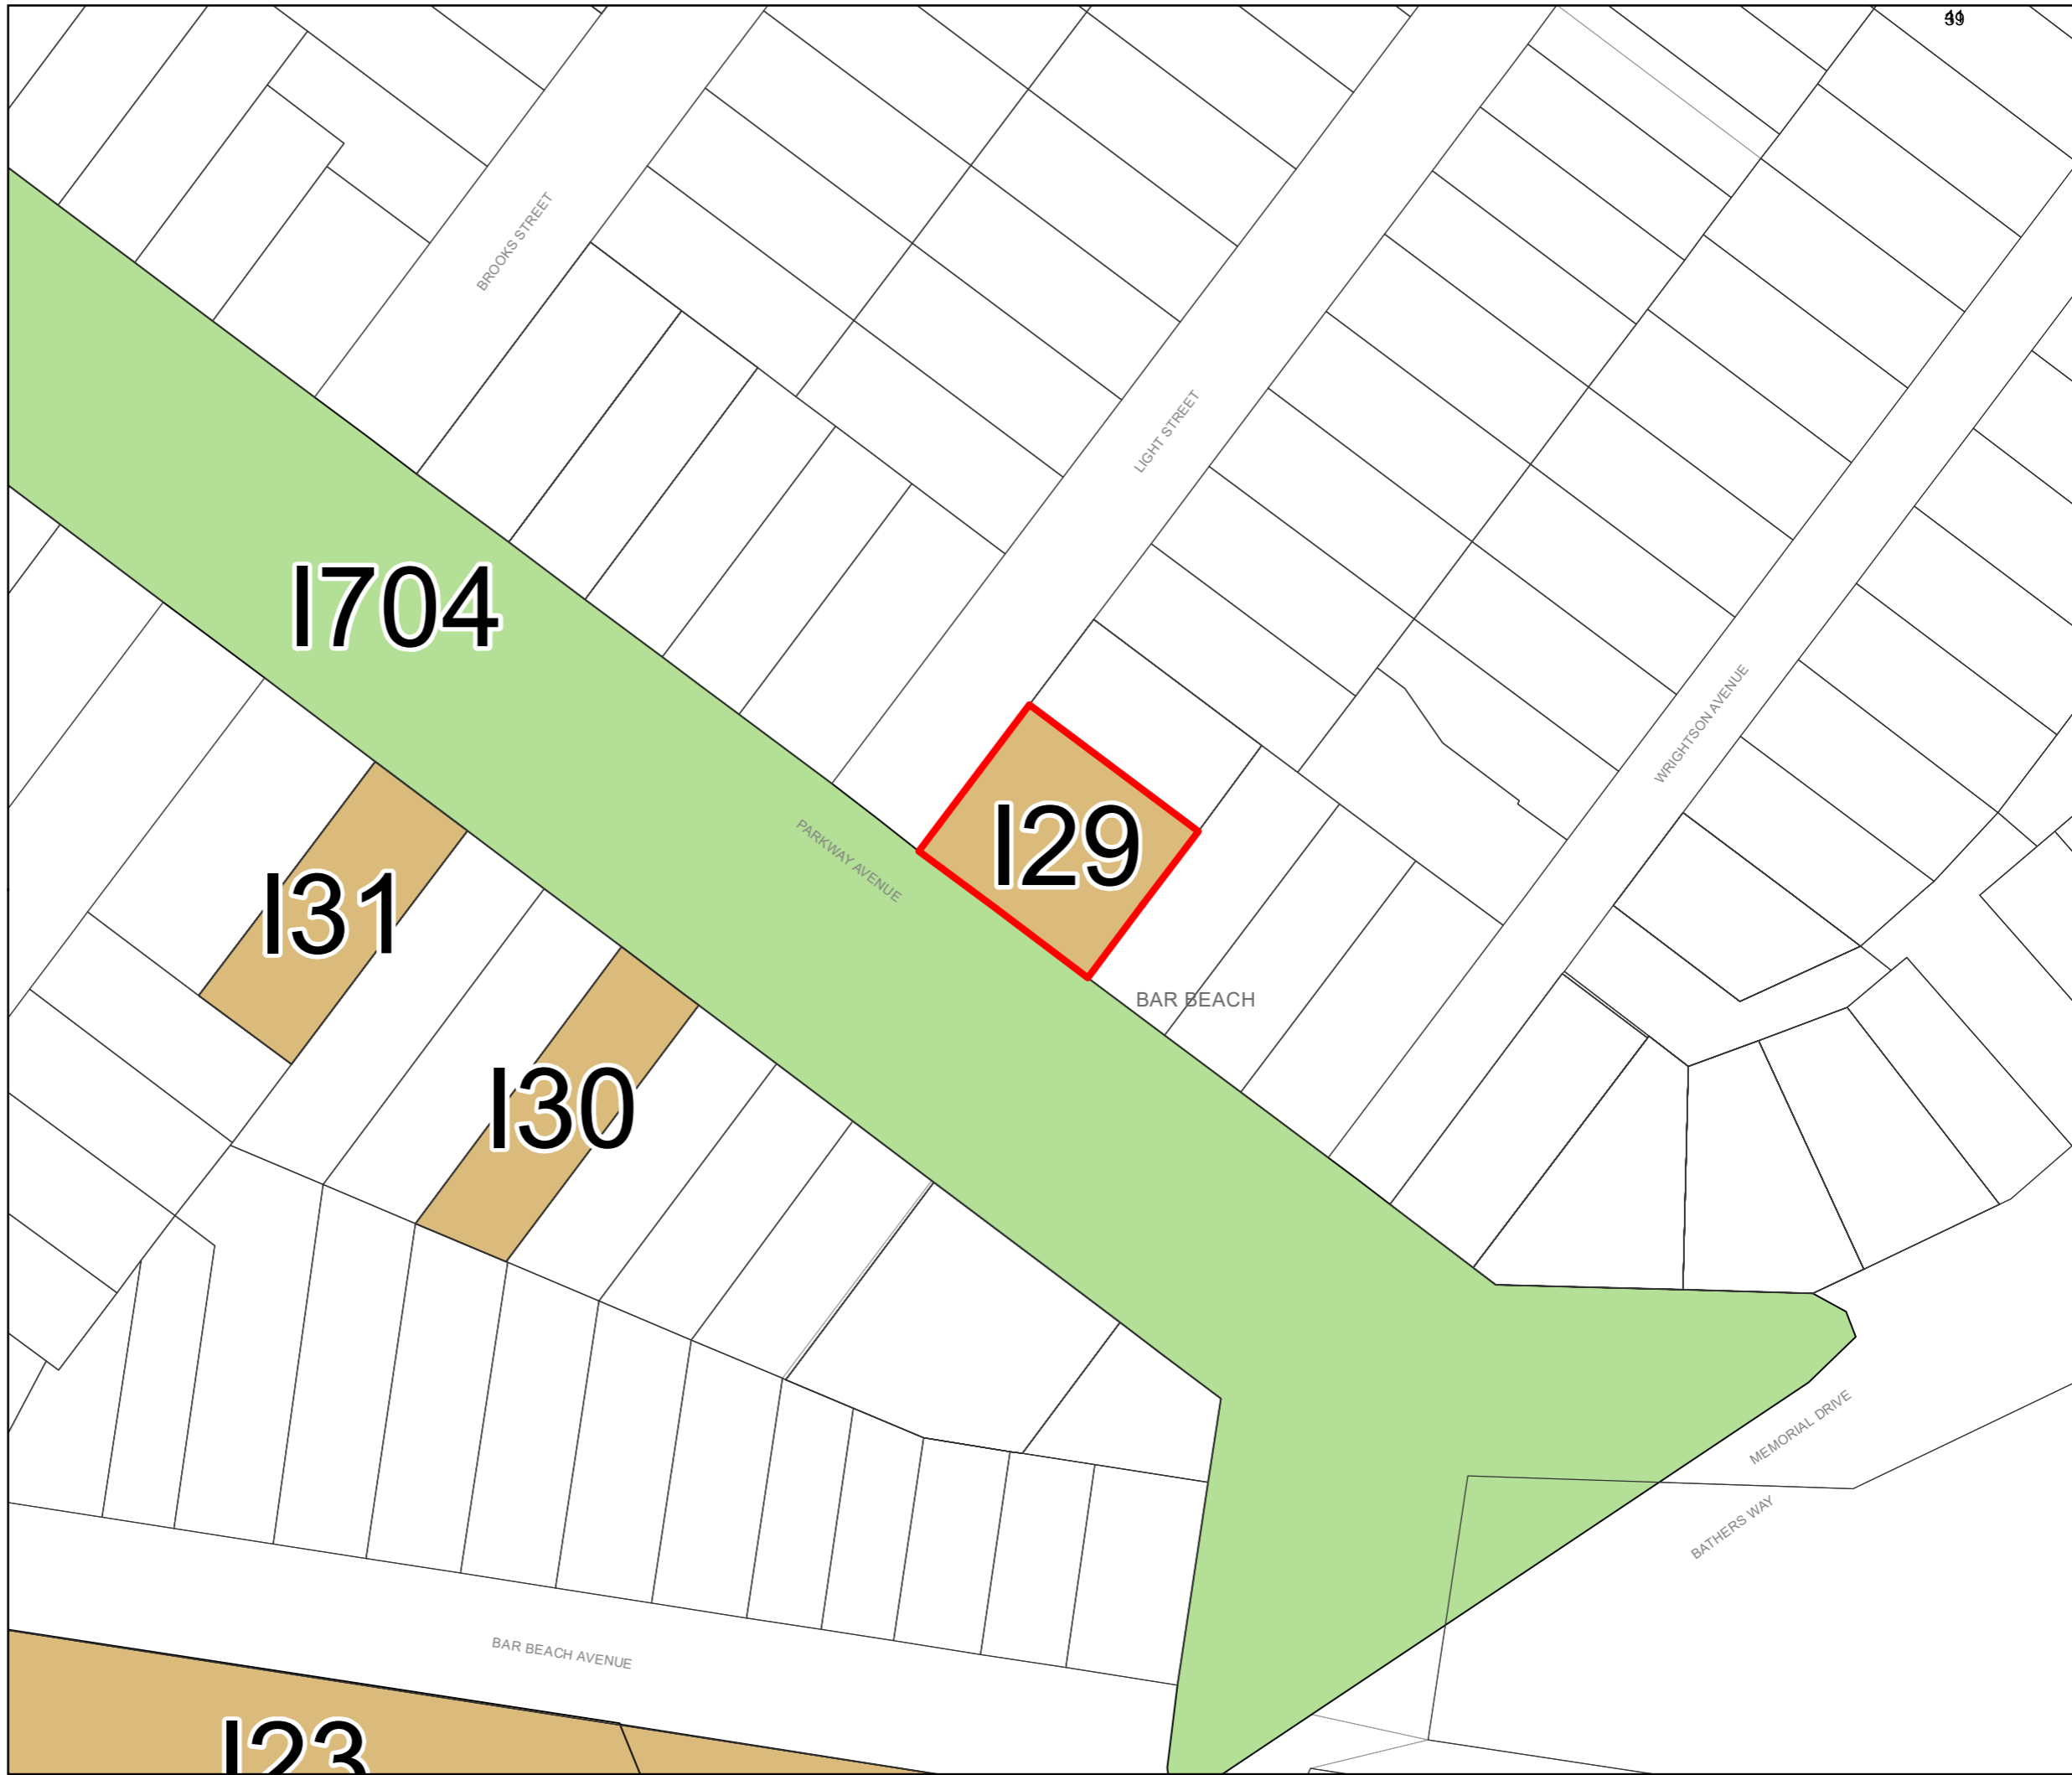 BROOKS STREET
LIGHT STREET
I704
WRIGHTSON AVENUE
PARKWAY AVENUE
I29
I31
BAR BEACH
I30
MEMORIAL DRIVE
BATHERS WAY
BAR BEACH AVENUE
I23